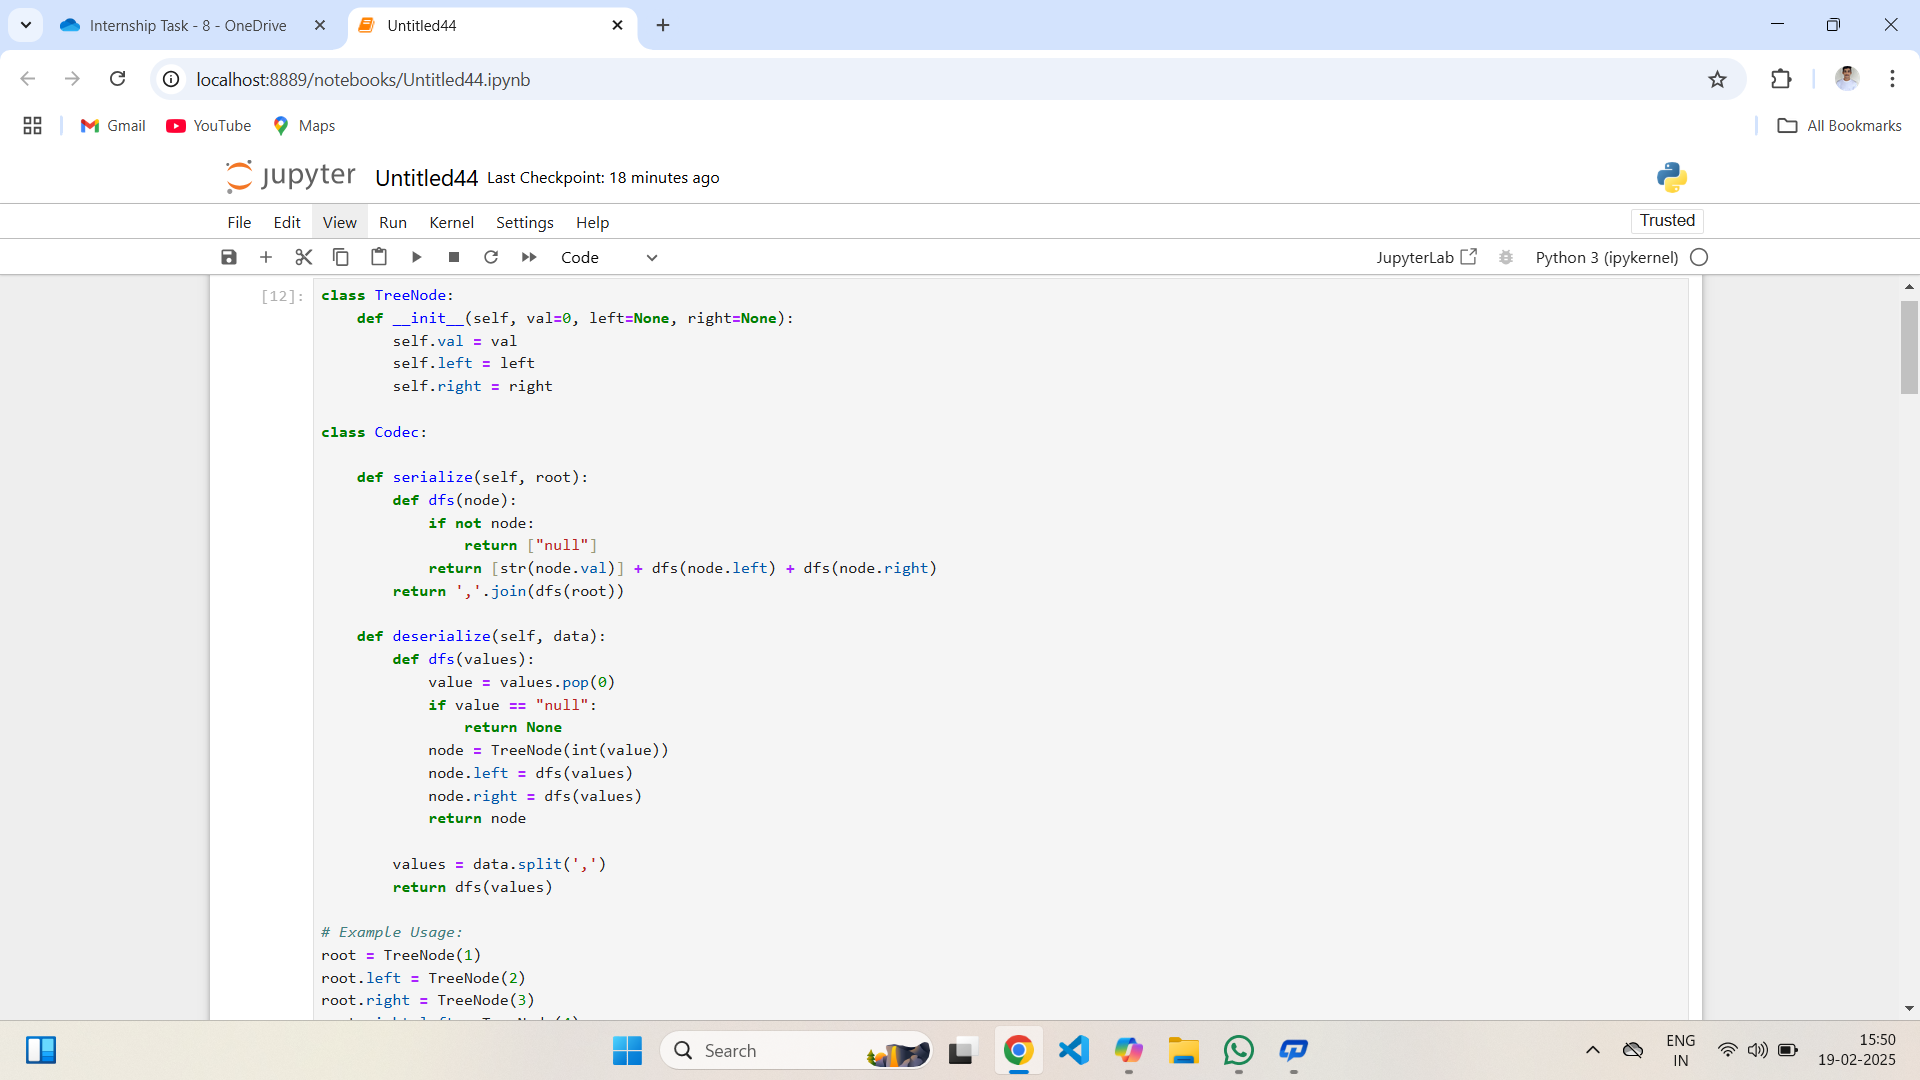 Internship Task - 8 - OneDrive
Untitled44
localhost:8889/notebooks/Untitled44.ipynb
Gmail
YouTube
Maps
All Bookmarks
jupyter
Untitled44
Last Checkpoint: 18 minutes ago
File
Edit
View
Run
Kernel
Settings
Help
Trusted
Code
JupyterLab
Python 3 (ipykernel)
[12]:
class TreeNode:
    def __init__(self, val=0, left=None, right=None):
        self.val = val
        self.left = left
        self.right = right
class Codec:
    def serialize(self, root):
        def dfs(node):
            if not node:
                return ["null"]
            return [str(node.val)] + dfs(node.left) + dfs(node.right)
        return ','.join(dfs(root))
    def deserialize(self, data):
        def dfs(values):
            value = values.pop(0)
            if value == "null":
                return None
            node = TreeNode(int(value))
            node.left = dfs(values)
            node.right = dfs(values)
            return node
        values = data.split(',')
        return dfs(values)
# Example Usage:
root = TreeNode(1)
root.left = TreeNode(2)
root.right = TreeNode(3)
Search
ENG
IN
15:50
19-02-2025